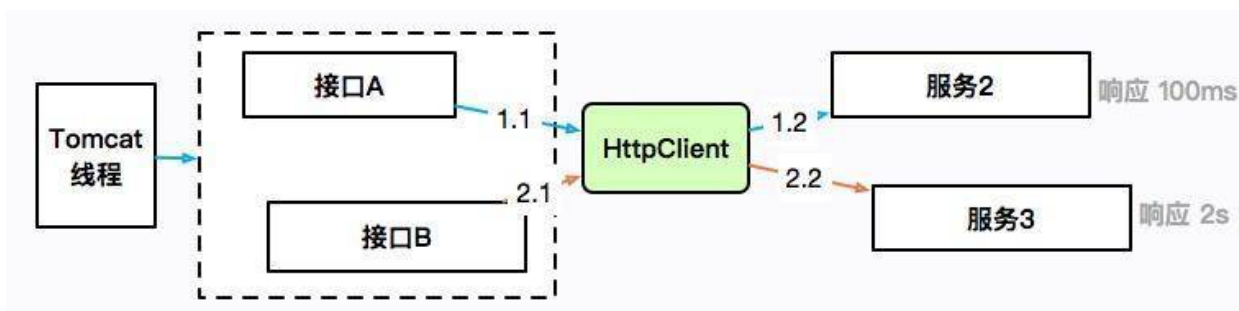 Tomcat
线程
接口A
接口B
1.1
2.1
HttpClient
1.2
2.2
服务2
响应 100ms
服务3
响应 2s